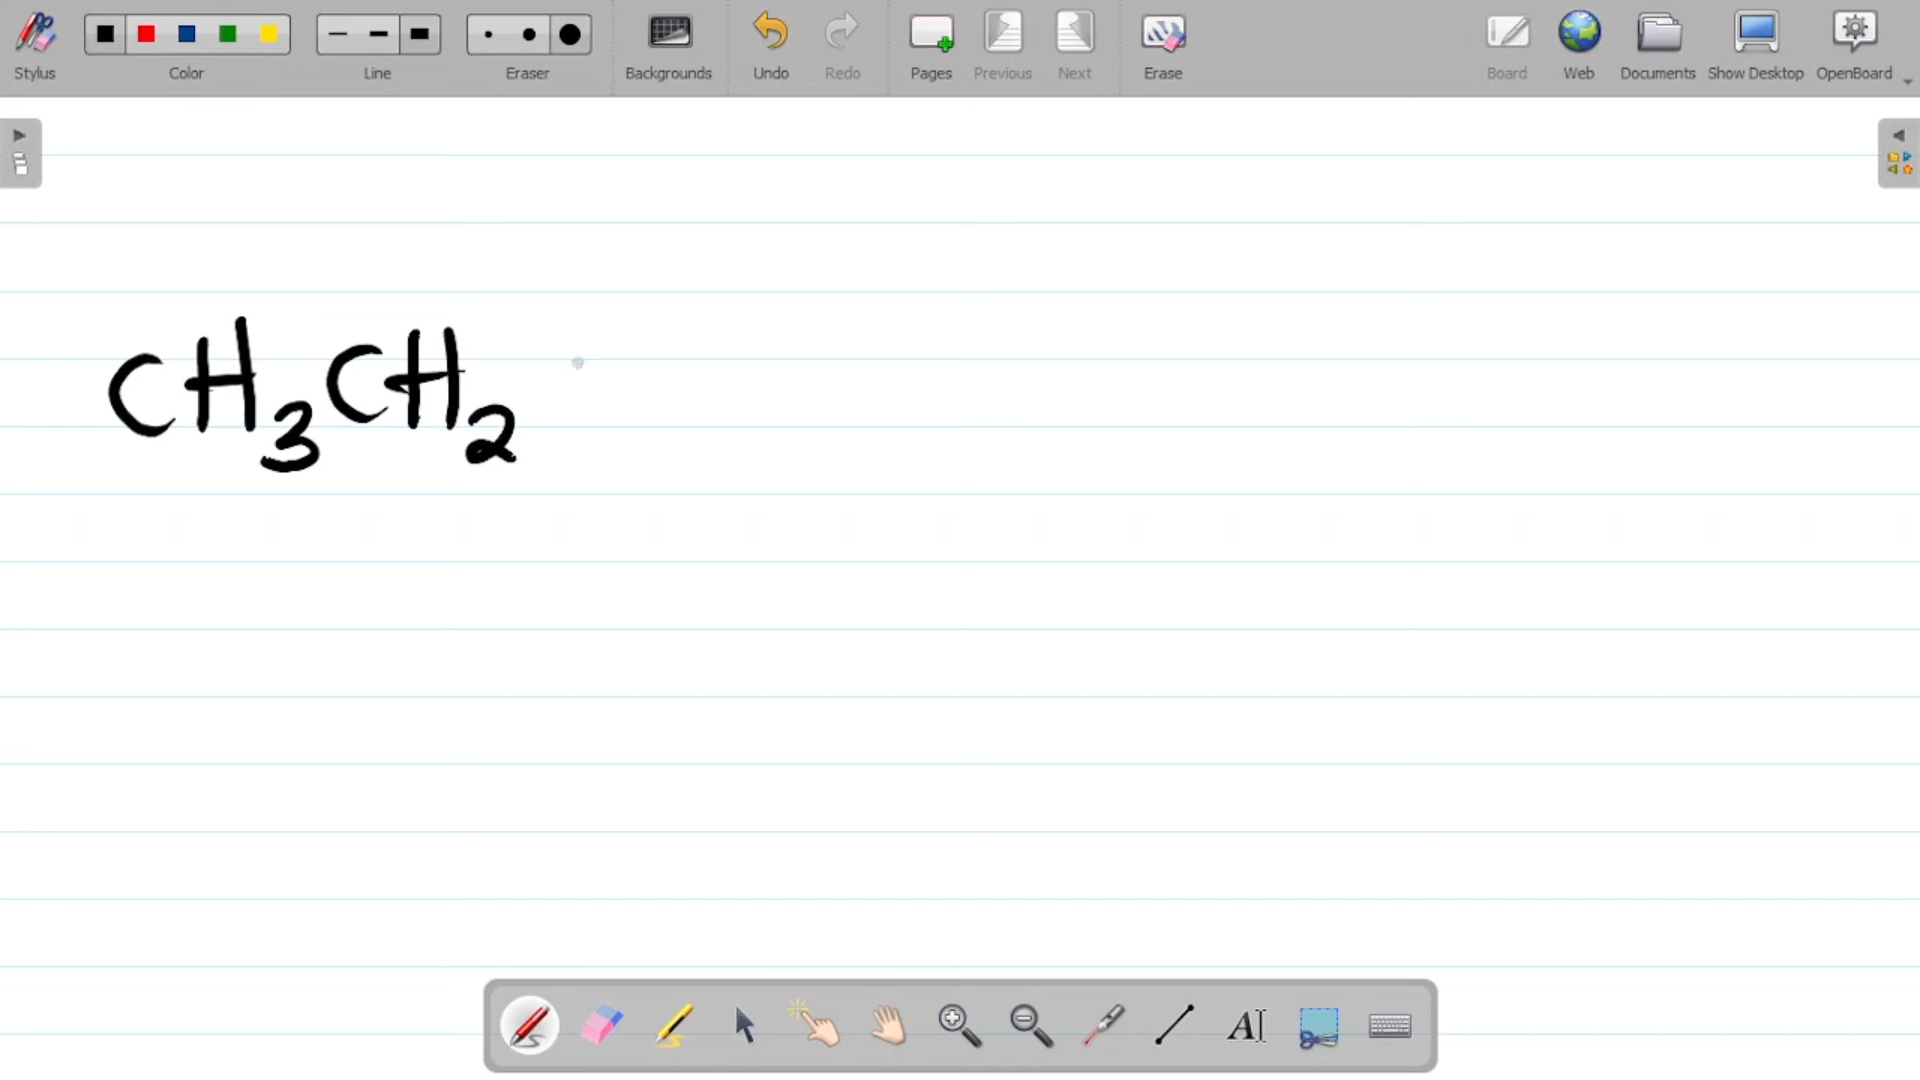 Stylus Color Line Eraser Backgrounds Undo Redo Pages Previous Next Erase Board Web Documents Show Desktop OpenBoard
CH₃CH₂